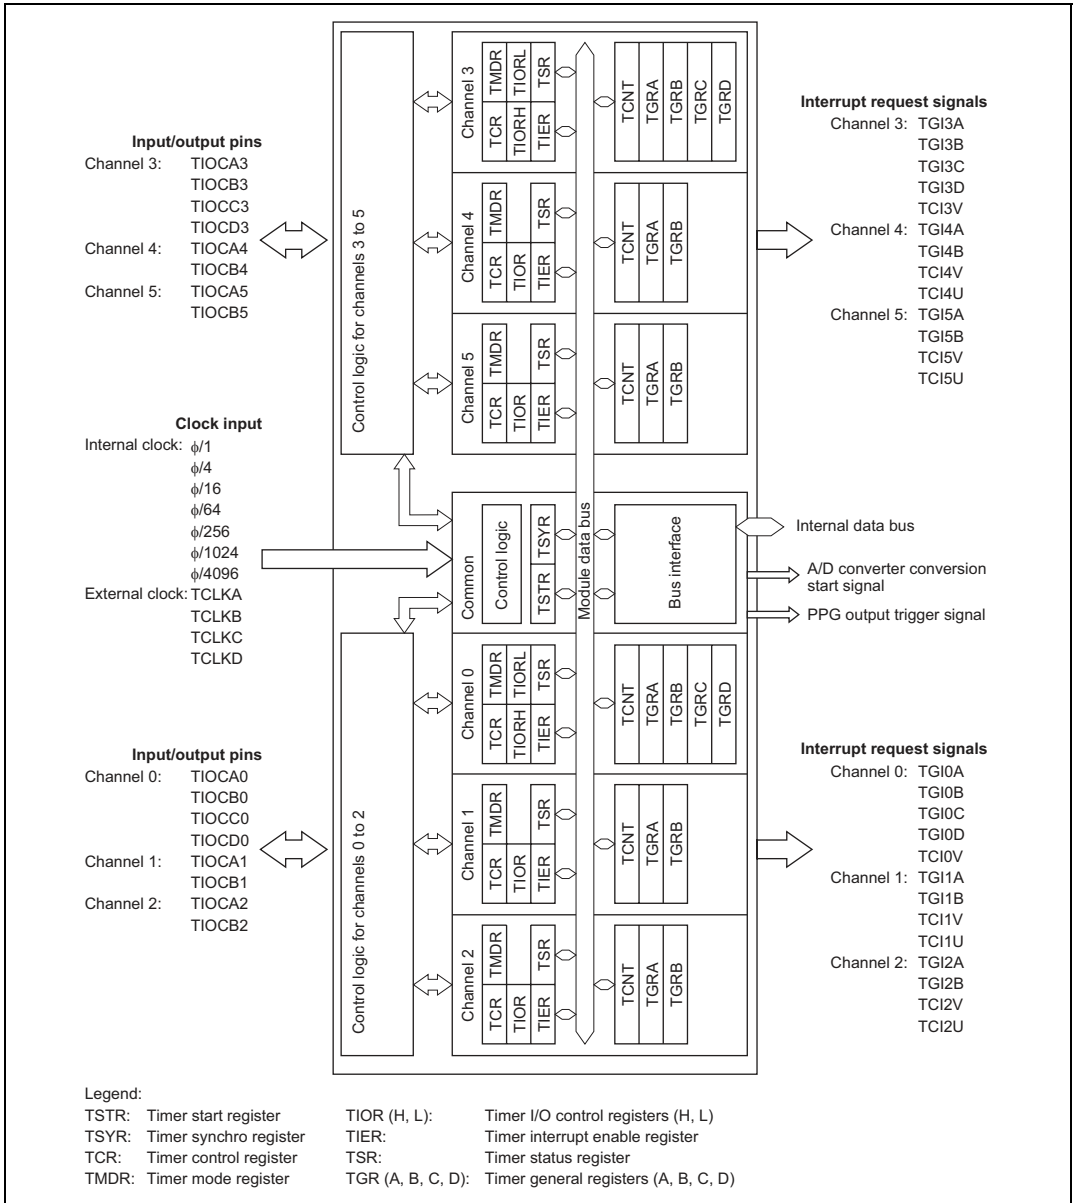 Input/output pins
Channel 3: TIOCA3
TIOCB3
TIOCC3
TIOCD3
Channel 4: TIOCA4
TIOCB4
Channel 5: TIOCA5
TIOCB5
Clock input
Internal clock: ϕ/1
ϕ/4
ϕ/16
ϕ/64
ϕ/256
ϕ/1024
ϕ/4096
External clock: TCLKA
TCLKB
TCLKC
TCLKD
Input/output pins
Channel 0: TIOCA0
TIOCB0
TIOCC0
TIOCD0
Channel 1: TIOCA1
TIOCB1
Channel 2: TIOCA2
TIOCB2
Control logic for channels 3 to 5
Control logic for channels 0 to 2
Channel 3
TCR TMDR
TIORH TIORL
TIER TSR
TCNT
TGRA
TGRB
TGRC
TGRD
Channel 4
TCR TMDR
TIOR
TIER TSR
TCNT
TGRA
TGRB
Channel 5
TCR TMDR
TIOR
TIER TSR
TCNT
TGRA
TGRB
Common
Control logic
TSTR TSYR
Module data bus
Bus interface
Channel 0
TCR TMDR
TIORH TIORL
TIER TSR
TCNT
TGRA
TGRB
TGRC
TGRD
Channel 1
TCR TMDR
TIOR
TIER TSR
TCNT
TGRA
TGRB
Channel 2
TCR TMDR
TIOR
TIER TSR
TCNT
TGRA
TGRB
Interrupt request signals
Channel 3: TGI3A
TGI3B
TGI3C
TGI3D
TCI3V
Channel 4: TGI4A
TGI4B
TCI4V
TCI4U
Channel 5: TGI5A
TGI5B
TCI5V
TCI5U
Internal data bus
A/D converter conversion
start signal
PPG output trigger signal
Interrupt request signals
Channel 0: TGI0A
TGI0B
TGI0C
TGI0D
TCI0V
Channel 1: TGI1A
TGI1B
TCI1V
TCI1U
Channel 2: TGI2A
TGI2B
TCI2V
TCI2U
Legend:
TSTR: Timer start register TIOR (H, L): Timer I/O control registers (H, L)
TSYR: Timer synchro register TIER: Timer interrupt enable register
TCR: Timer control register TSR: Timer status register
TMDR: Timer mode register TGR (A, B, C, D): Timer general registers (A, B, C, D)